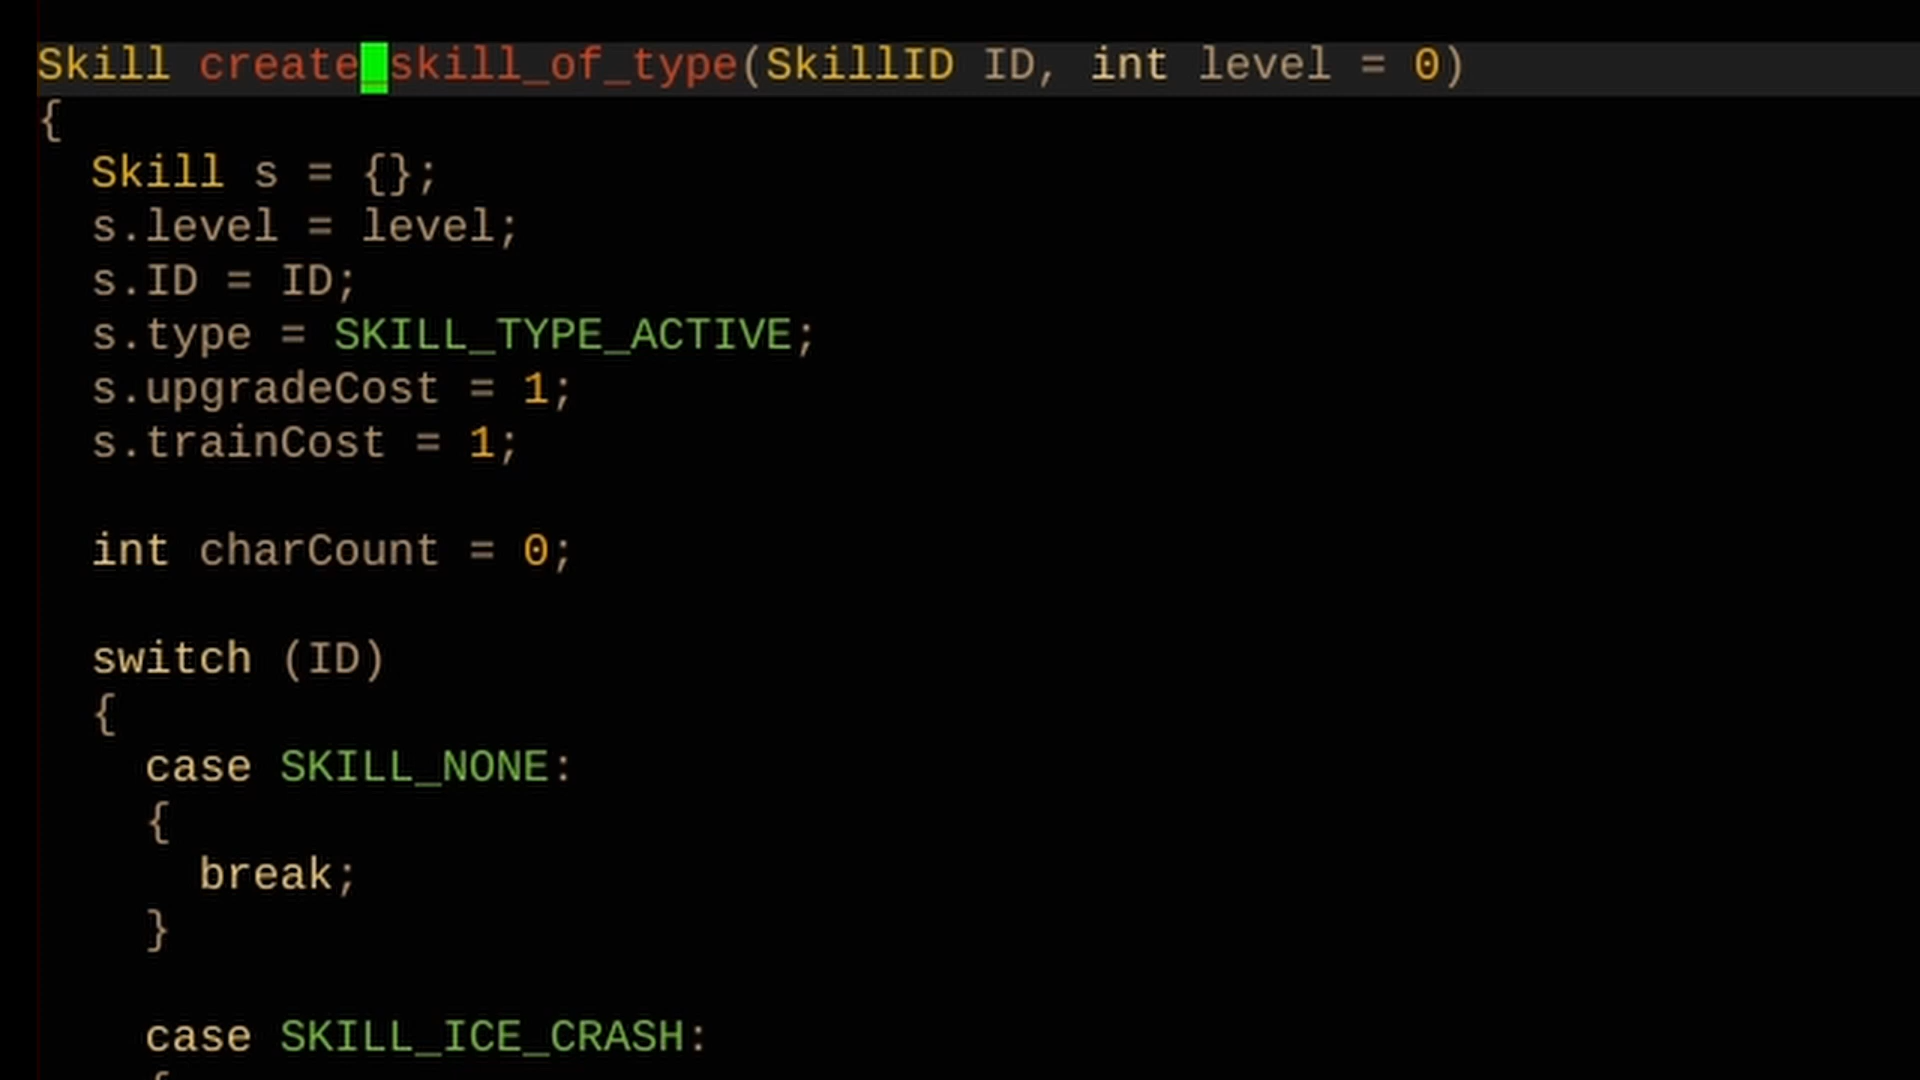 Skill create_skill_of_type(SkillID ID, int level = 0)
{
  Skill s = {};
  s.level = level;
  s.ID = ID;
  s.type = SKILL_TYPE_ACTIVE;
  s.upgradeCost = 1;
  s.trainCost = 1;

  int charCount = 0;

  switch (ID)
  {
    case SKILL_NONE:
    {
      break;
    }

    case SKILL_ICE_CRASH:
    {